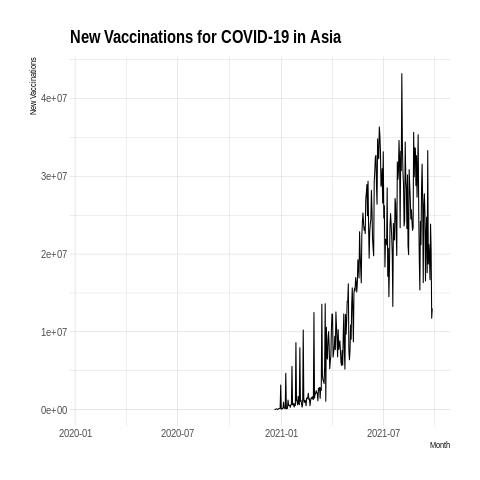 New Vaccinations for COVID-19 in Asia
New Vaccinations
4e+07
3e+07
2e+07
1e+07
0e+00
2020-01
2020-07
2021-01
2021-07
Month